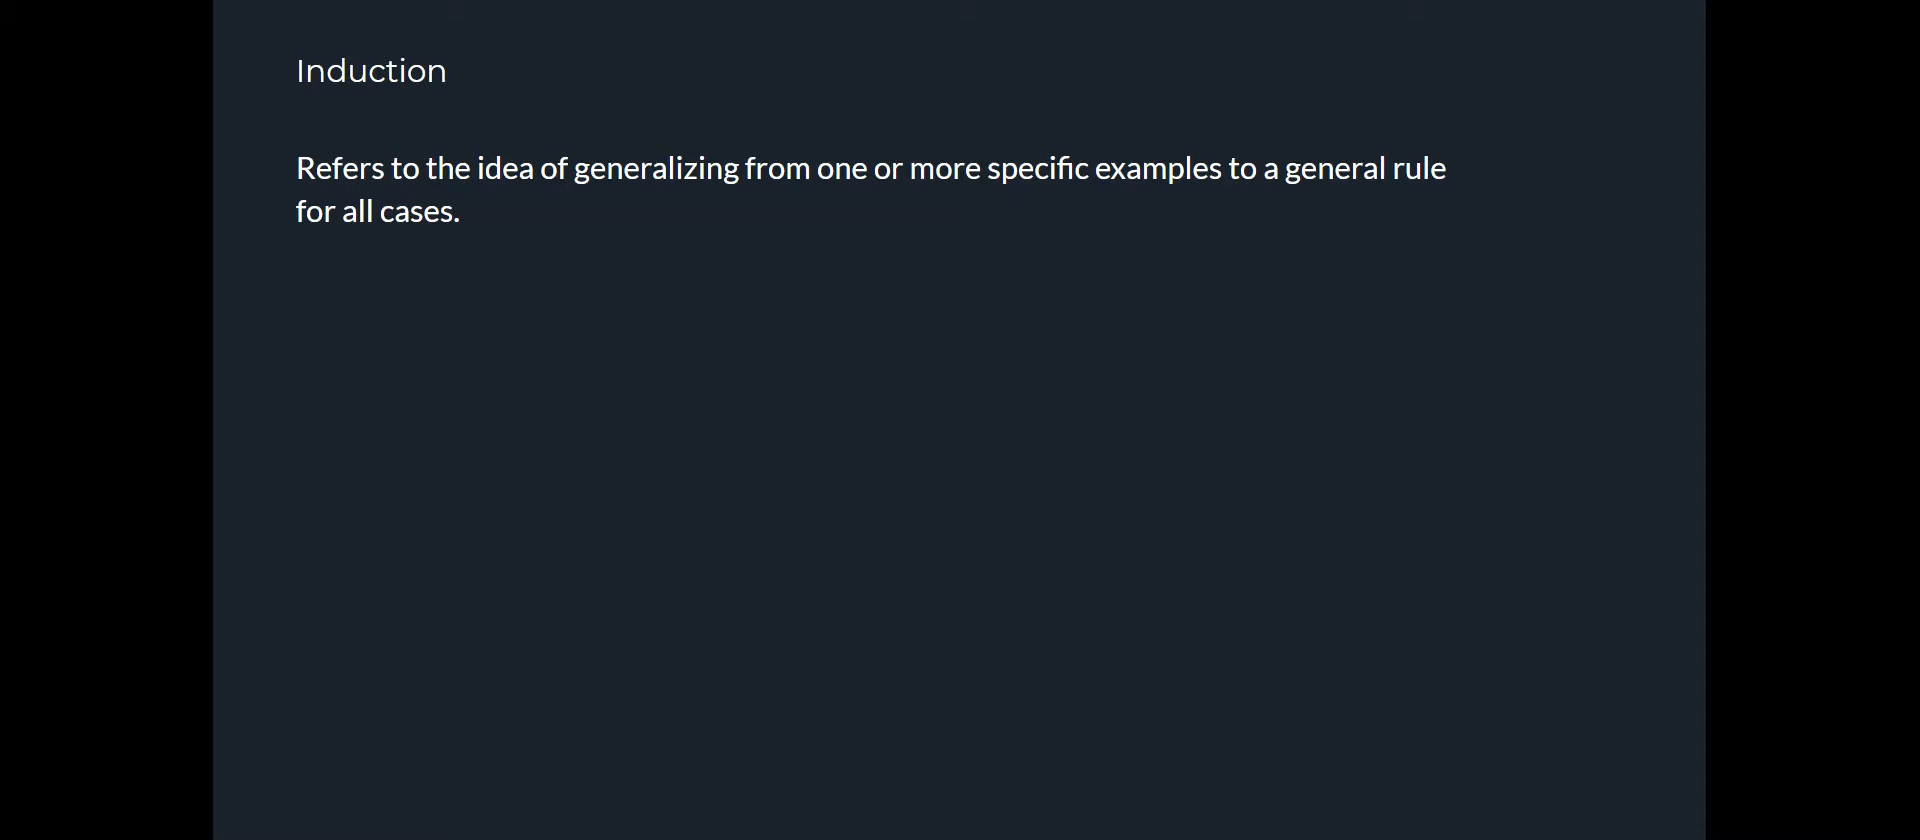 Induction
Refers to the idea of generalizing from one or more specific examples to a general rule
for all cases.